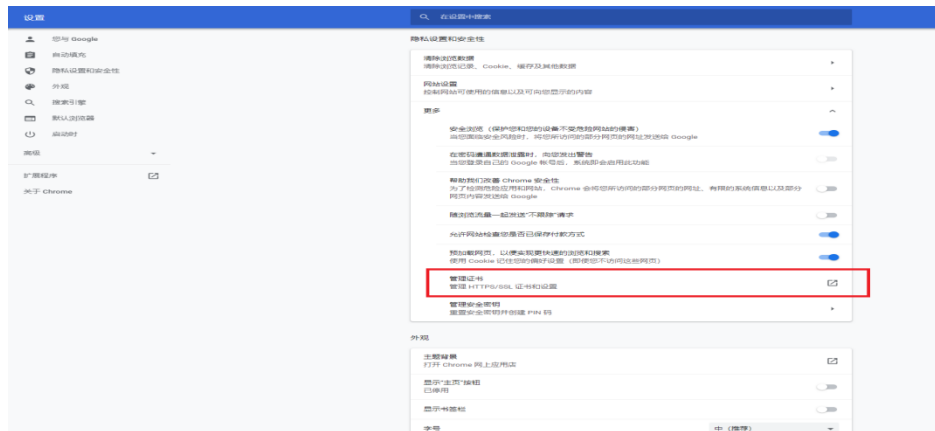 设置
在设置中搜索
您与 Google
自动填充
隐私设置和安全性
外观
搜索引擎
默认浏览器
启动时
高级
扩展程序
关于 Chrome
隐私设置和安全性
清除浏览数据
清除浏览记录、Cookie、缓存及其他数据
网站设置
控制网站可使用的信息以及可向您显示的内容
更多
安全浏览（保护您和您的设备不受危险网站的侵害）
当您面临安全风险时，将您所访问的部分网页的网址发送给 Google
在密码遭遇数据泄露时，向您发出警告
当您登录自己的 Google 帐号后，系统即会启用此功能
帮助我们改善 Chrome 安全性
为了检测危险应用和网站，Chrome 会将您所访问的部分网页的网址、有限的系统信息以及部分
网页内容发送给 Google
随浏览流量一起发送“不跟踪”请求
允许网站检查您是否已保存付款方式
预加载网页，以便实现更快速的浏览和搜索
使用 Cookie 记住您的偏好设置（即使您不访问这些网页）
管理证书
管理 HTTPS/SSL 证书和设置
管理安全密钥
重置安全密钥并创建 PIN 码
外观
主题背景
打开 Chrome 网上应用店
显示“主页”按钮
已停用
显示书签栏
字号
中（推荐）